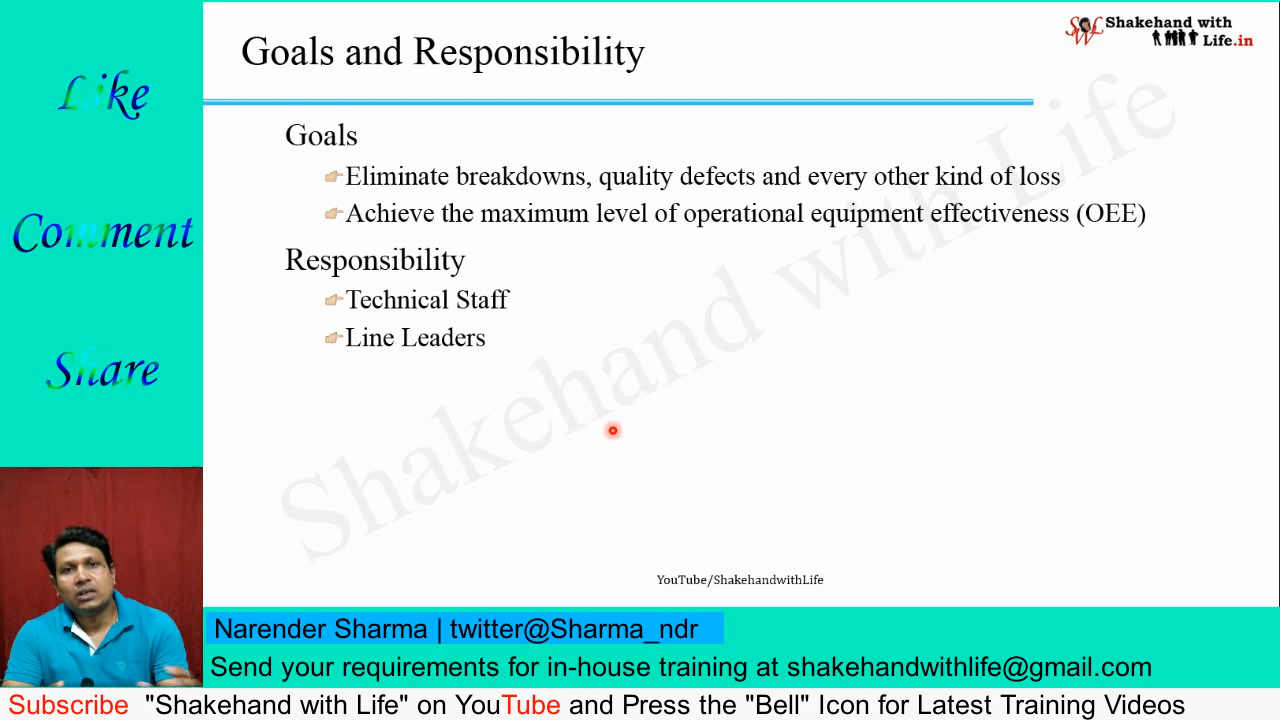 Like
Comment
Share
Goals and Responsibility
Shakehand with
Life.in
Goals
Eliminate breakdowns, quality defects and every other kind of loss
Achieve the maximum level of operational equipment effectiveness (OEE)
Responsibility
Technical Staff
Line Leaders
Shakehand with Life
YouTube/ShakehandwithLife
Narender Sharma | twitter@Sharma_ndr
Send your requirements for in-house training at shakehandwithlife@gmail.com
Subscribe "Shakehand with Life" on YouTube and Press the "Bell" Icon for Latest Training Videos